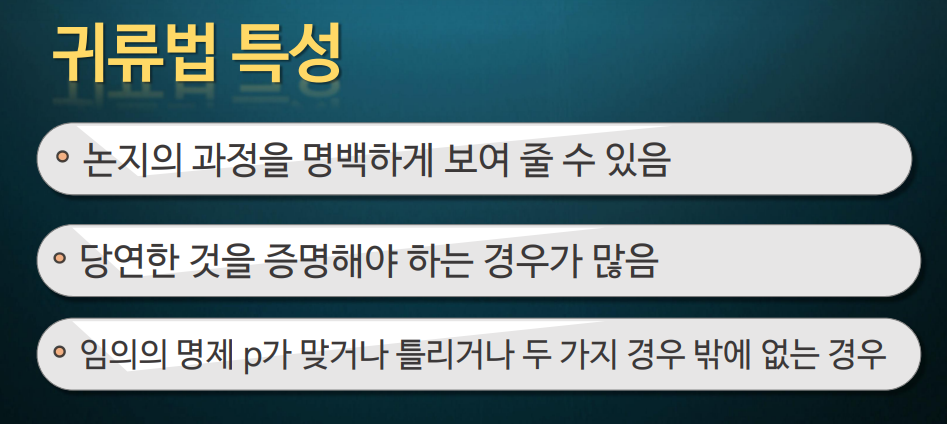 귀류법 특성
논지의 과정을 명백하게 보여 줄 수 있음
당연한 것을 증명해야 하는 경우가 많음
임의의 명제 p가 맞거나 틀리거나 두 가지 경우 밖에 없는 경우